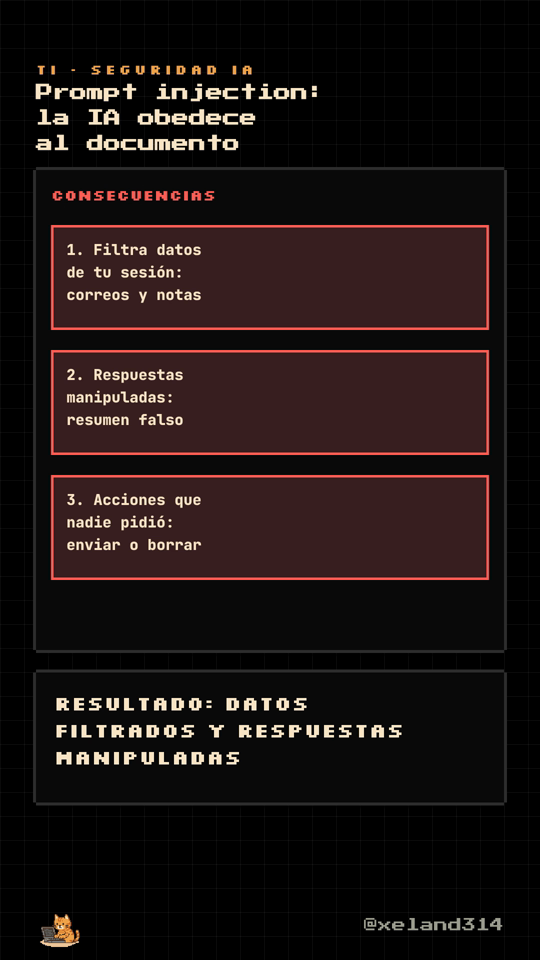 TI - SEGURIDAD IA
Prompt injection:
la IA obedece
al documento
CONSECUENCIAS
1. Filtra datos
de tu sesión:
correos y notas
2. Respuestas
manipuladas:
resumen falso
3. Acciones que
nadie pidió:
enviar o borrar
RESULTADO: DATOS
FILTRADOS Y RESPUESTAS
MANIPULADAS
@xeland314